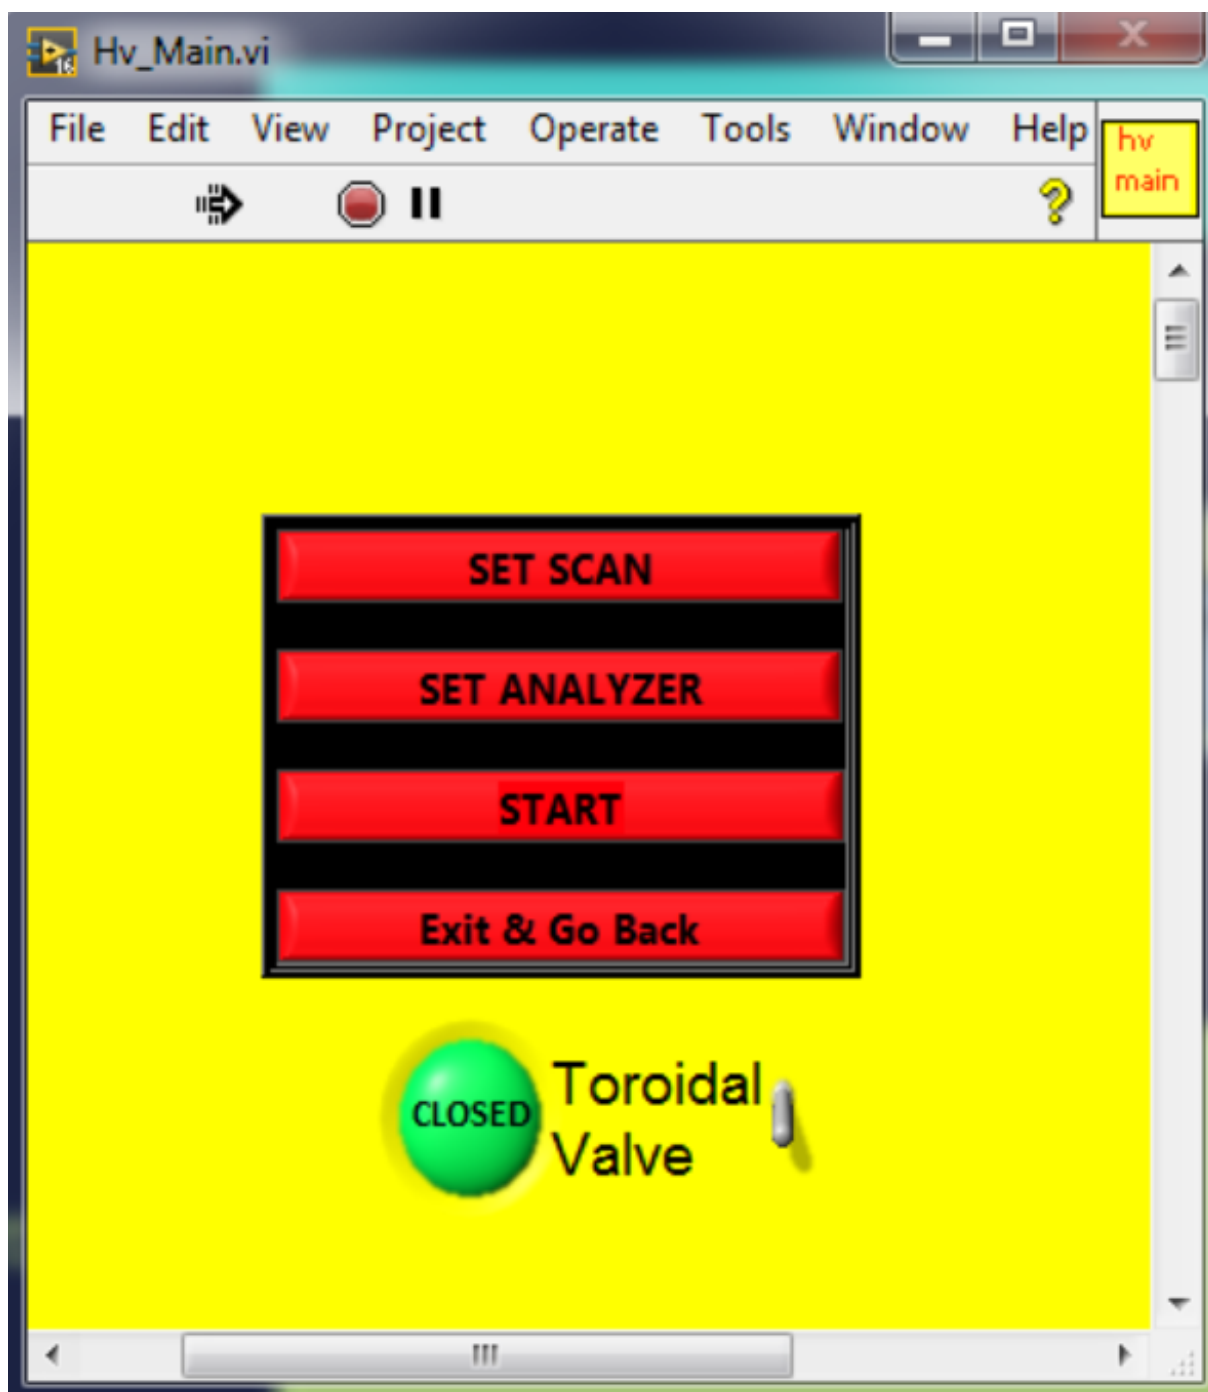 Hv_Main.vi
File Edit View Project Operate Tools Window Help
hv
main
SET SCAN
SET ANALYZER
START
Exit & Go Back
CLOSED
Toroidal
Valve